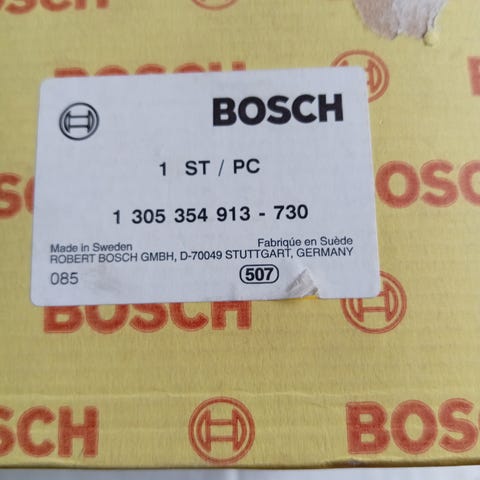 BOSCH
BOSCH
BOSCH
1 ST / PC
1 305 354 913 - 730
Made in Sweden
Fabriqùe en Suède
ROBERT BOSCH GMBH, D-70049 STUTTGART, GERMANY
085
507
BOSCH
BOSCH